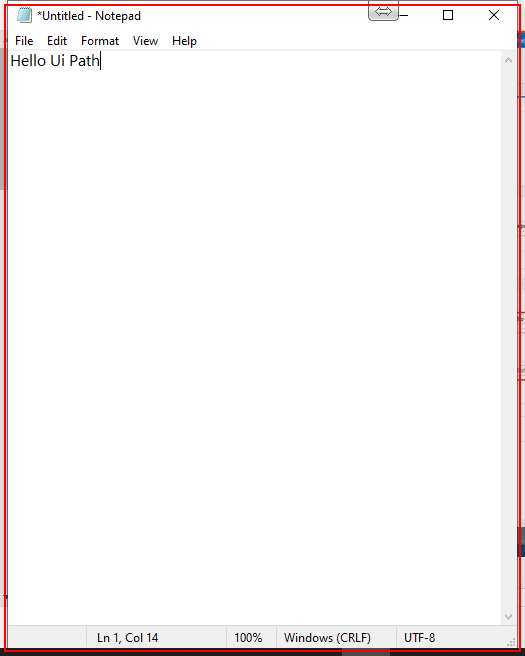 *Untitled - Notepad
File Edit Format View Help
Hello Ui Path
Ln 1, Col 14 100% Windows (CRLF) UTF-8